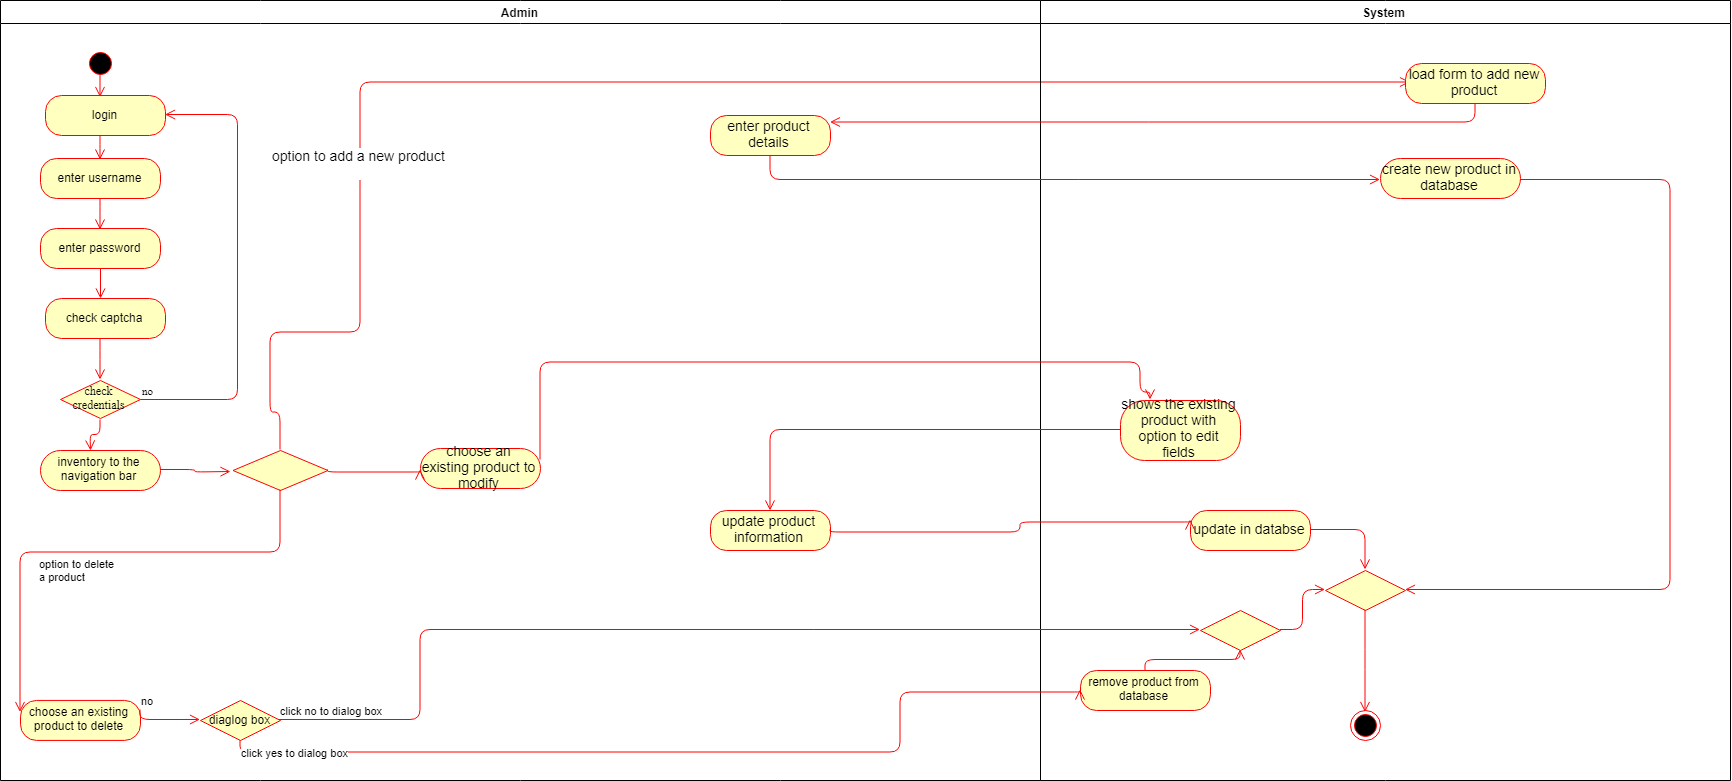 Admin
System
load form to add new
product
login
enter product
details
option to add a new product
enter username
create new product in
database
enter password
check captcha
check
credentials
no
shows the existing
product with
option to edit
fields
inventory to the
navigation bar
choose an
existing product to
modify
update product
information
update in databse
option to delete
a product
remove product from
database
choose an existing
product to delete
no
diaglog box
click no to dialog box
click yes to dialog box